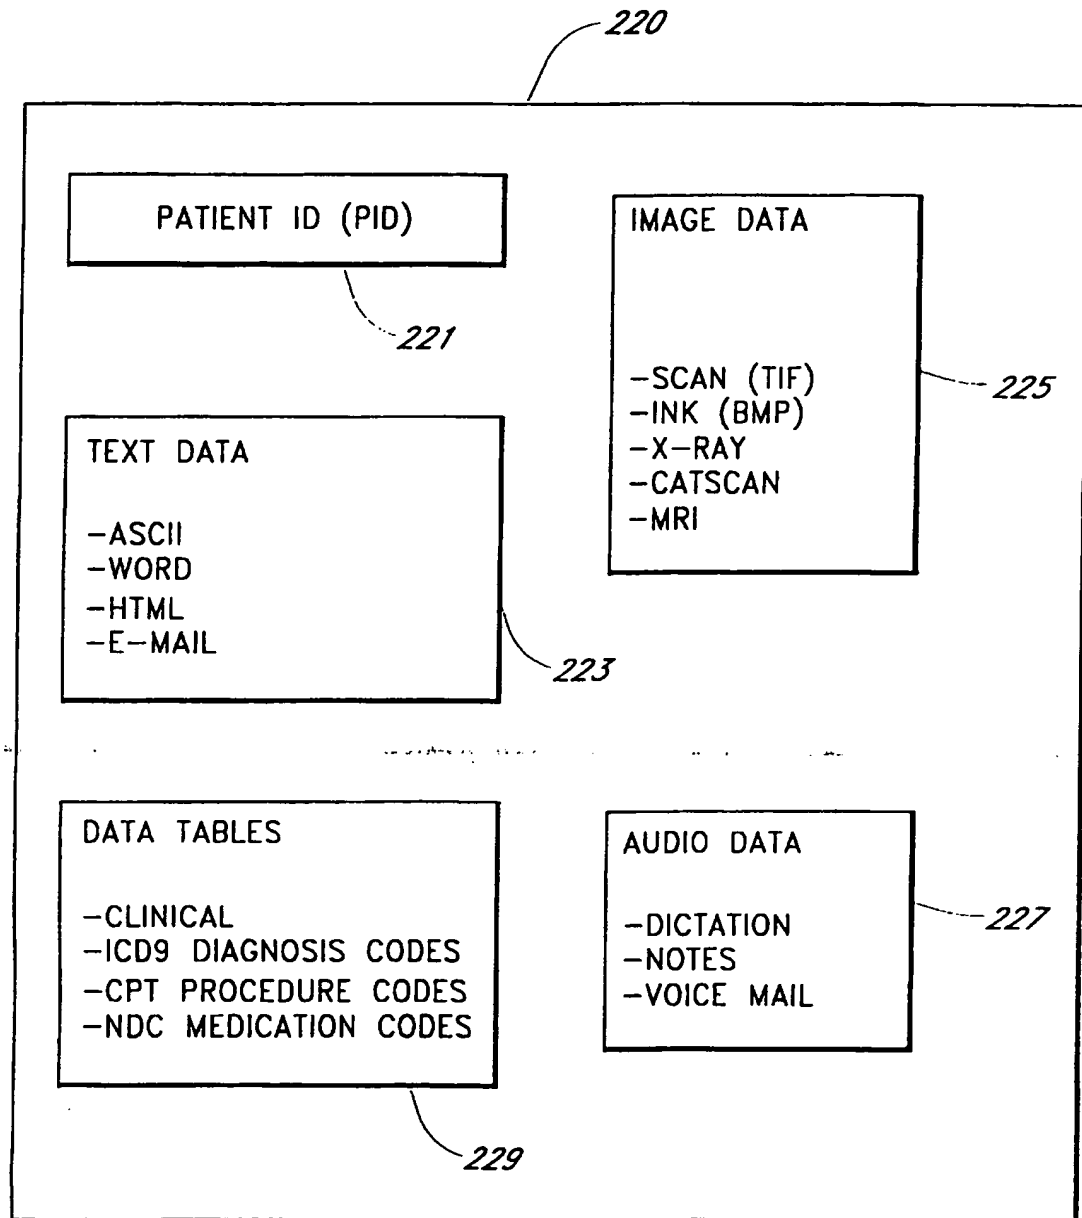 220
PATIENT ID (PID)
221
IMAGE DATA
-SCAN (TIF)
-INK (BMP)
-X-RAY
-CATSCAN
-MRI
225
TEXT DATA
-ASCII
-WORD
-HTML
-E-MAIL
223
DATA TABLES
-CLINICAL
-ICD9 DIAGNOSIS CODES
-CPT PROCEDURE CODES
-NDC MEDICATION CODES
229
AUDIO DATA
-DICTATION
-NOTES
-VOICE MAIL
227